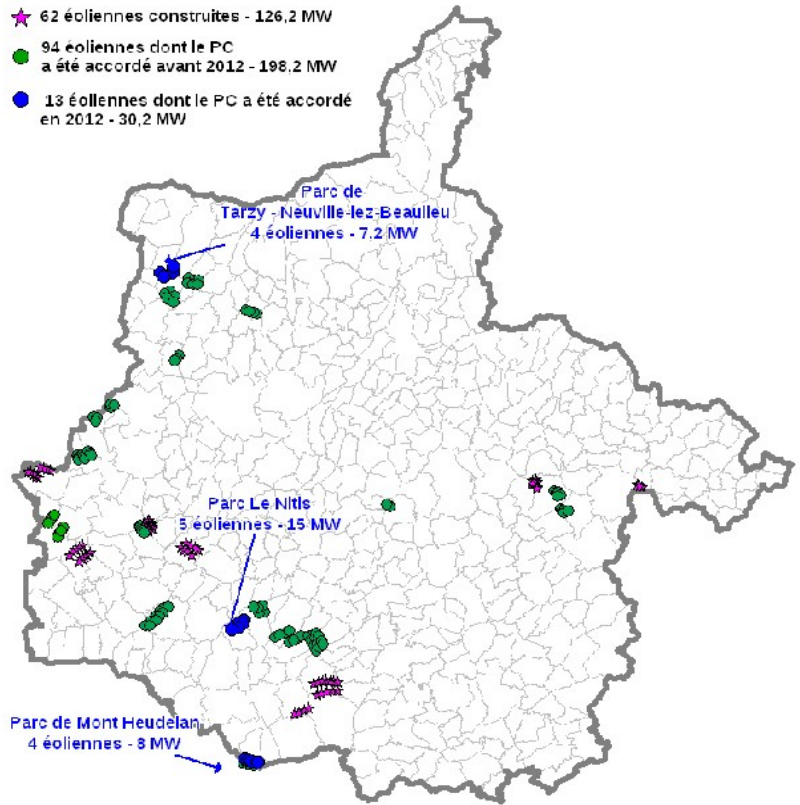 62 éoliennes construites - 126,2 MW
94 éoliennes dont le PC
a été accordé avant 2012 - 198,2 MW
13 éoliennes dont le PC a été accordé
en 2012 - 30,2 MW
Parc de
Tarzy - Neuville-lez-Beaulieu
4 éoliennes - 7,2 MW
Parc Le Nitis
5 éoliennes - 15 MW
Parc de Mont Heudelan
4 éoliennes - 8 MW